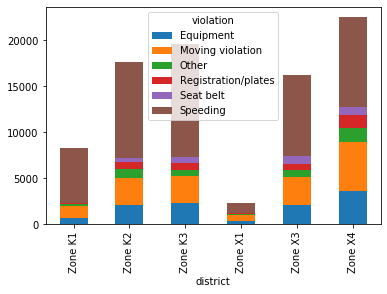 violation
Equipment
Moving violation
Other
Registration/plates
Seat belt
Speeding
20000
15000
10000
5000
0
Zone K1
Zone K2
Zone K3
Zone X1
Zone X3
Zone X4
district